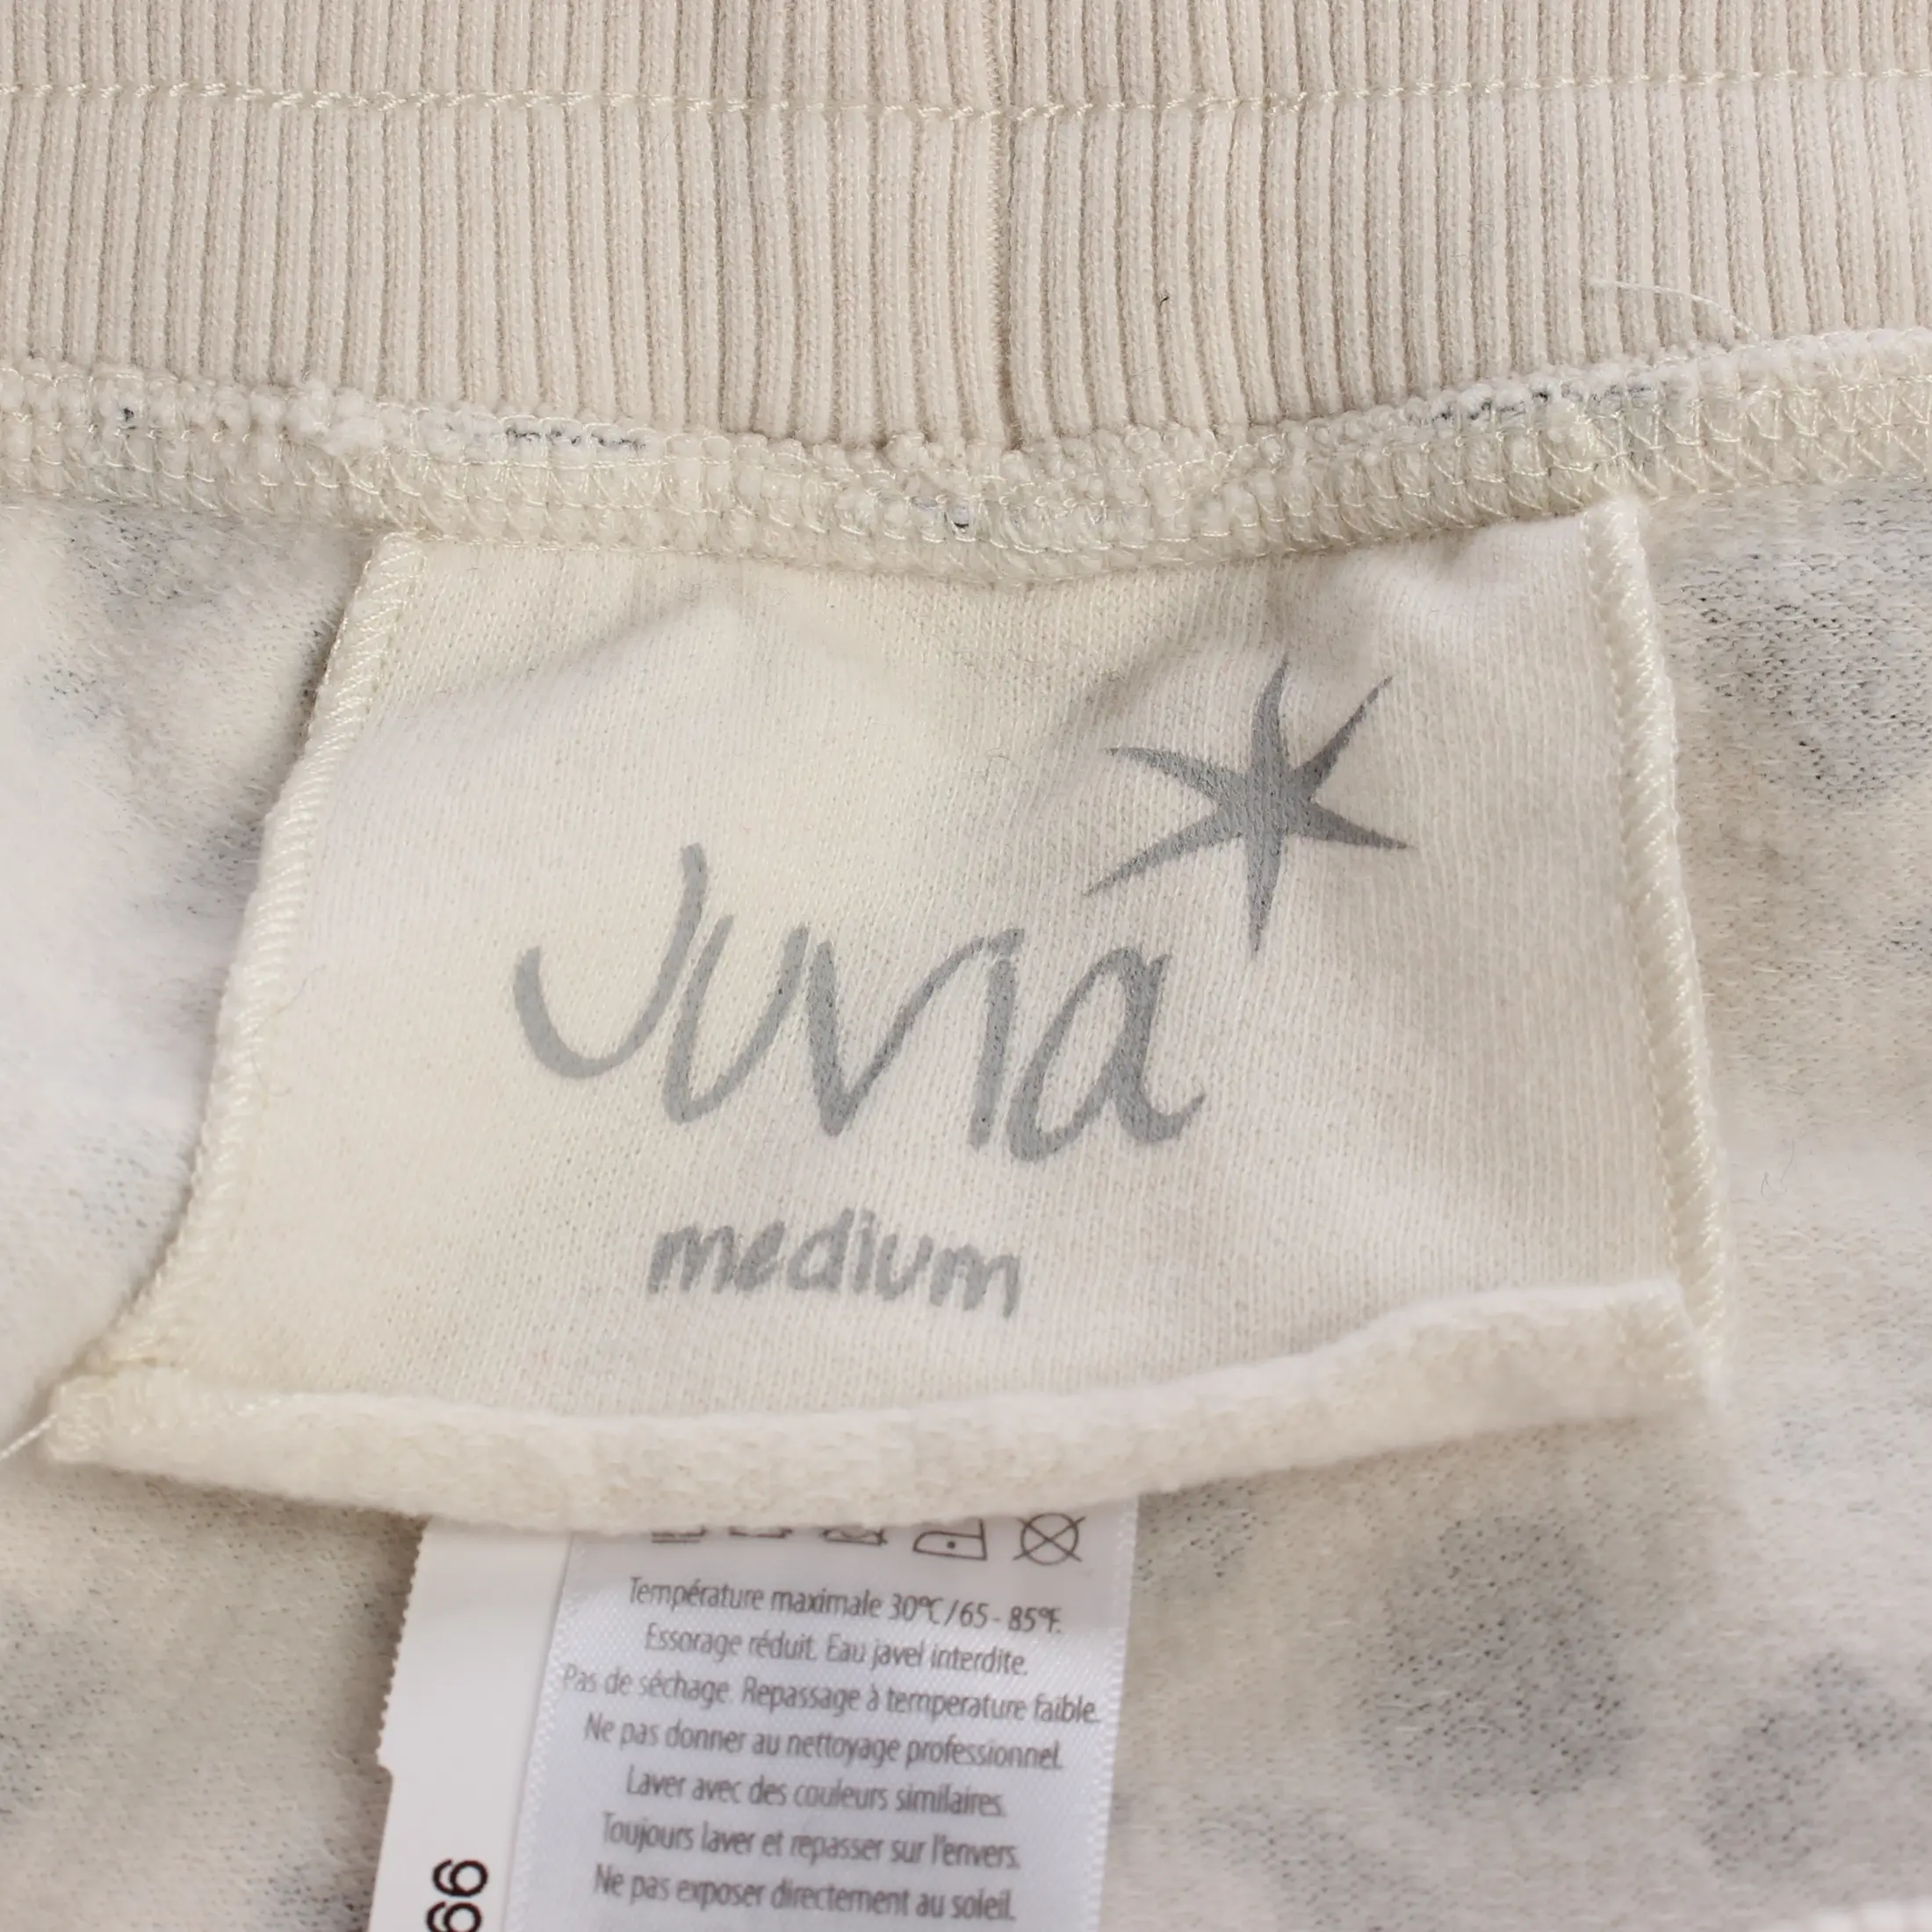 Juvia
medium
Température maximale 30°C/65- 85°F.
Essorage réduit. Eau javel interdite.
Pas de séchage. Repassage à temperature faible.
Ne pas donner au nettoyage professionnel.
Laver avec des couleurs similaires.
Toujours laver et repasser sur l'envers.
Ne pas exposer directement au soleil.
66